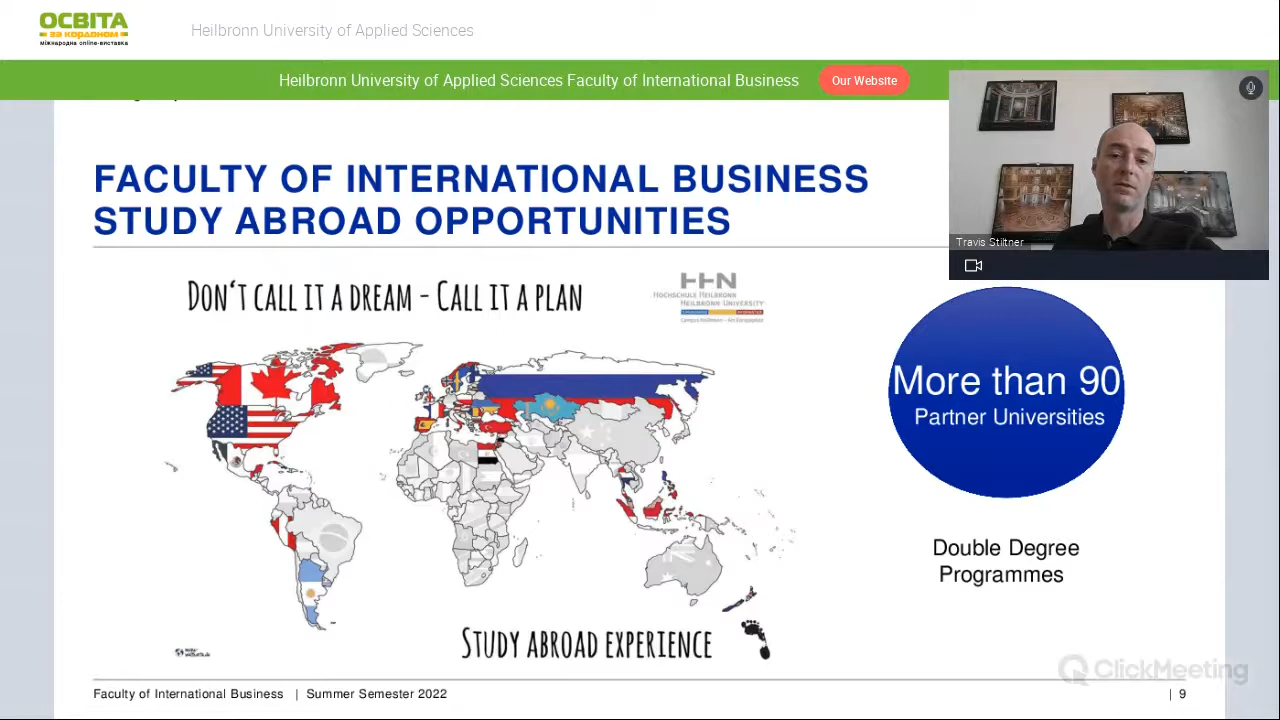 ОСВІТА
за кордоном
міжнародна online-виставка
Heilbronn University of Applied Sciences
Heilbronn University of Applied Sciences Faculty of International Business
Our Website
FACULTY OF INTERNATIONAL BUSINESS
STUDY ABROAD OPPORTUNITIES
Travis Stiltner
DON'T CALL IT A DREAM - CALL IT A PLAN
HHN
HOCHSCHULE HEILBRONN
HEILBRONN UNIVERSITY
More than 90
Partner Universities
Double Degree
Programmes
STUDY ABROAD EXPERIENCE
ClickMeeting
Faculty of International Business | Summer Semester 2022
| 9